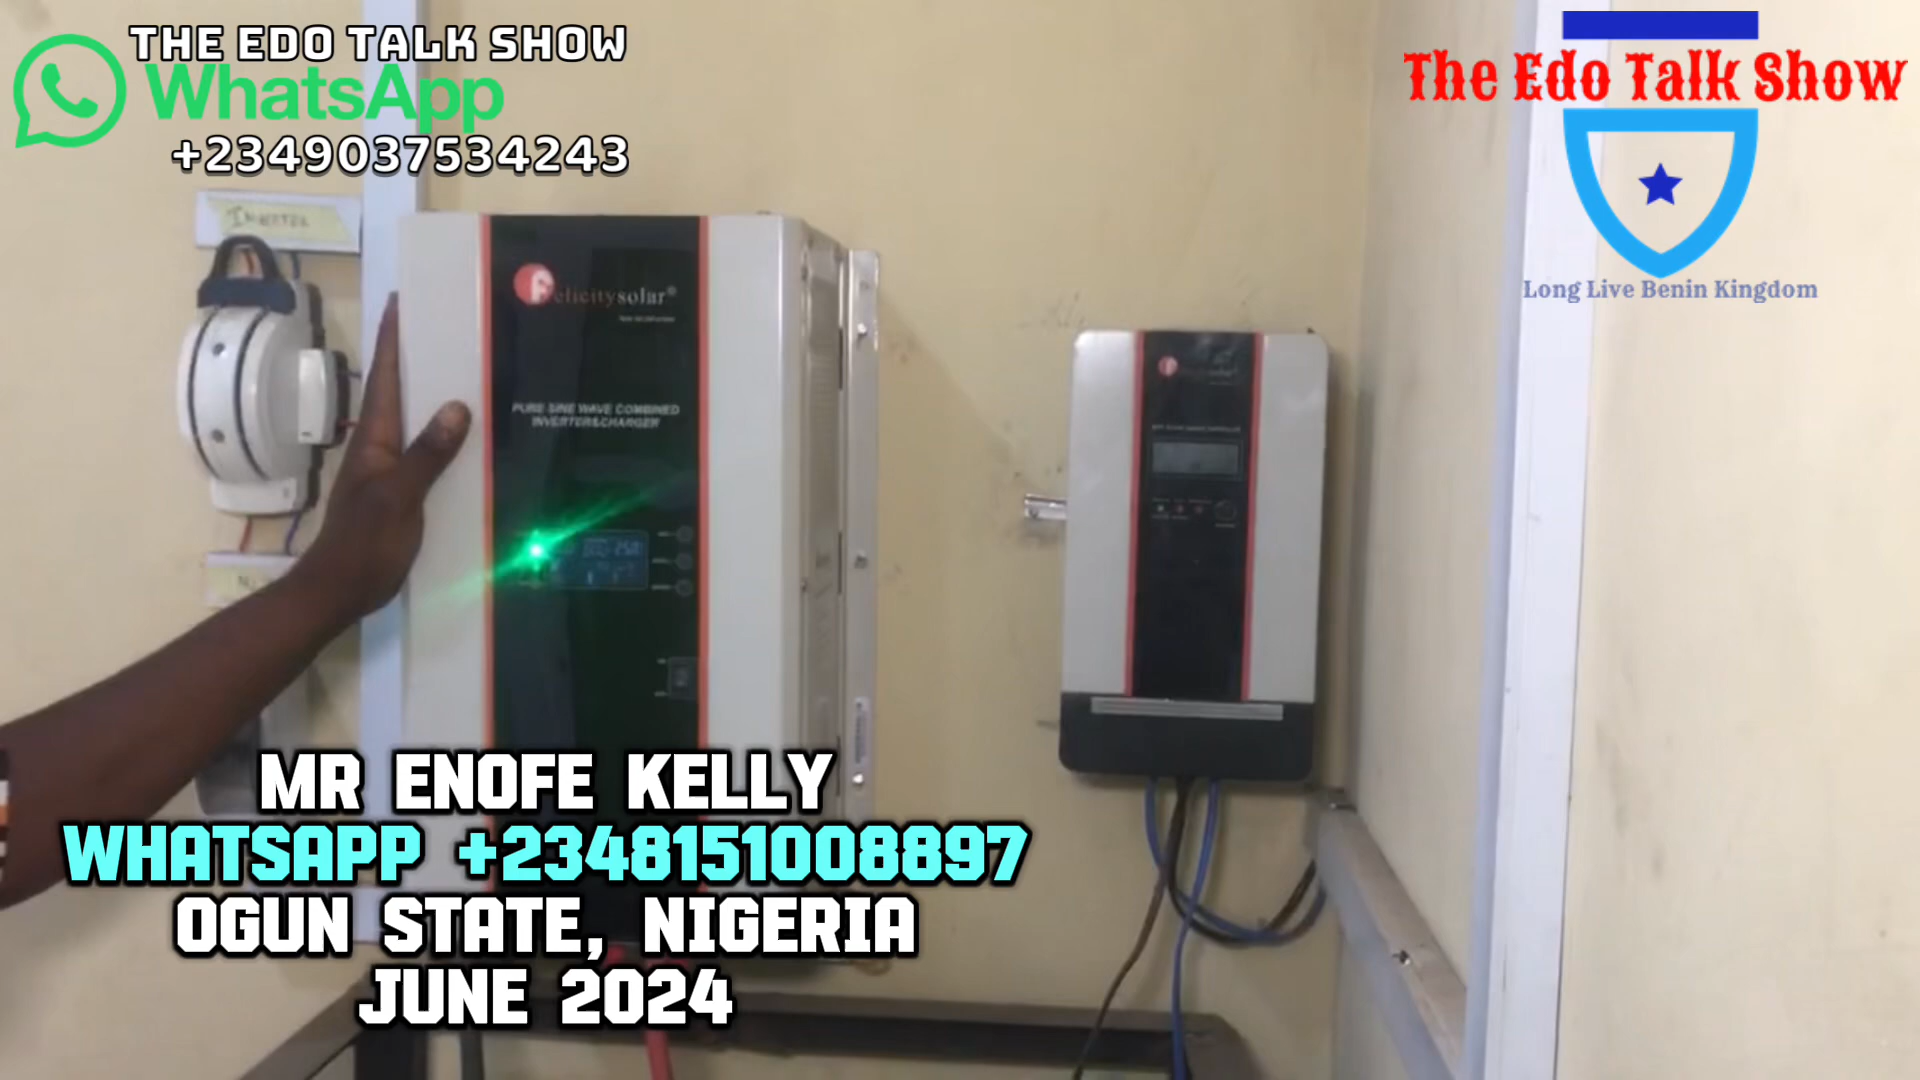 THE EDO TALK SHOW
WhatsApp
+2349037534243
The Edo Talk Show
Long Live Benin Kingdom
INVERTER
Felicitysolar®
PURE SINE WAVE COMBINED
INVERTER&CHARGER
MR ENOFE KELLY
WHATSAPP +2348151008897
OGUN STATE, NIGERIA
JUNE 2024